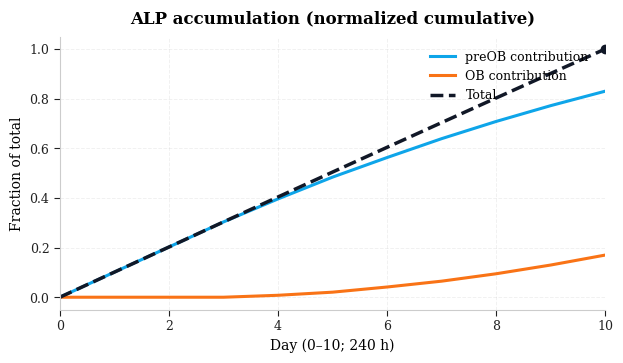 ALP accumulation (normalized cumulative)
Fraction of total
1.0
0.8
0.6
0.4
0.2
0.0
preOB contribution
OB contribution
Total
0 2 4 6 8 10
Day (0–10; 240 h)